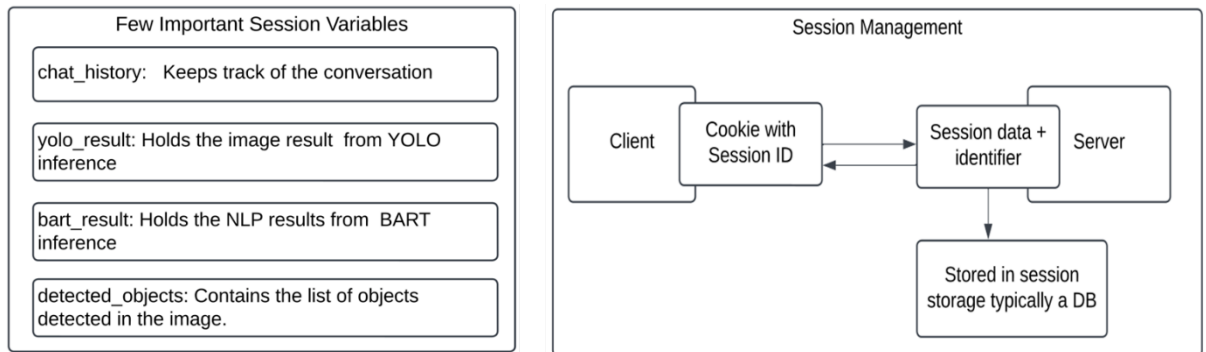 Few Important Session Variables
chat_history: Keeps track of the conversation
yolo_result: Holds the image result from YOLO
inference
bart_result: Holds the NLP results from BART
inference
detected_objects: Contains the list of objects
detected in the image.
Session Management
Client
Cookie with
Session ID
Session data +
identifier
Server
Stored in session
storage typically a DB